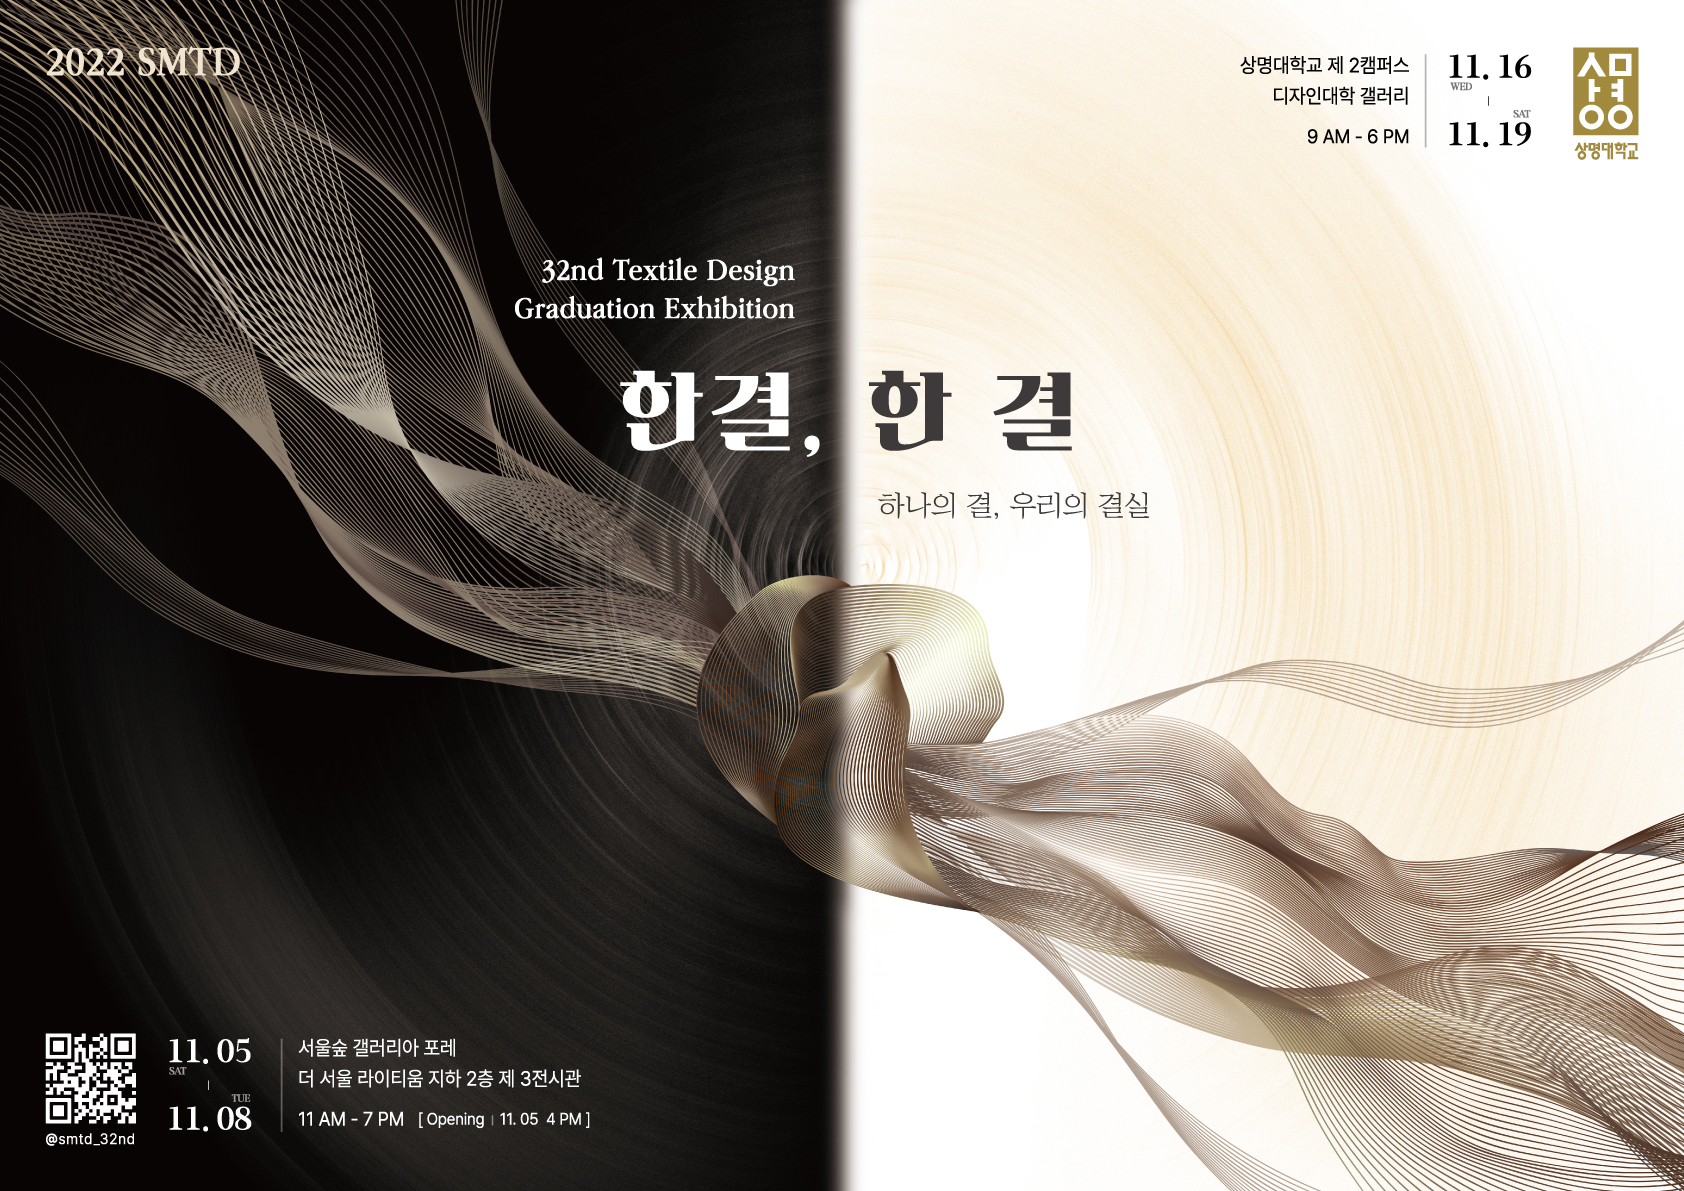 2022 SMTD
상명대학교 제 2캠퍼스
디자인대학 갤러리
9 AM - 6 PM
11. 16
WED
SAT
11. 19
상명
상명대학교
32nd Textile Design
Graduation Exhibition
한결, 한 결
하나의 결, 우리의 결실
@smtd_32nd
11. 05
SAT
TUE
11. 08
서울숲 갤러리아 포레
더 서울 라이티움 지하 2층 제 3전시관
11 AM - 7 PM [ Opening | 11. 05 4 PM ]